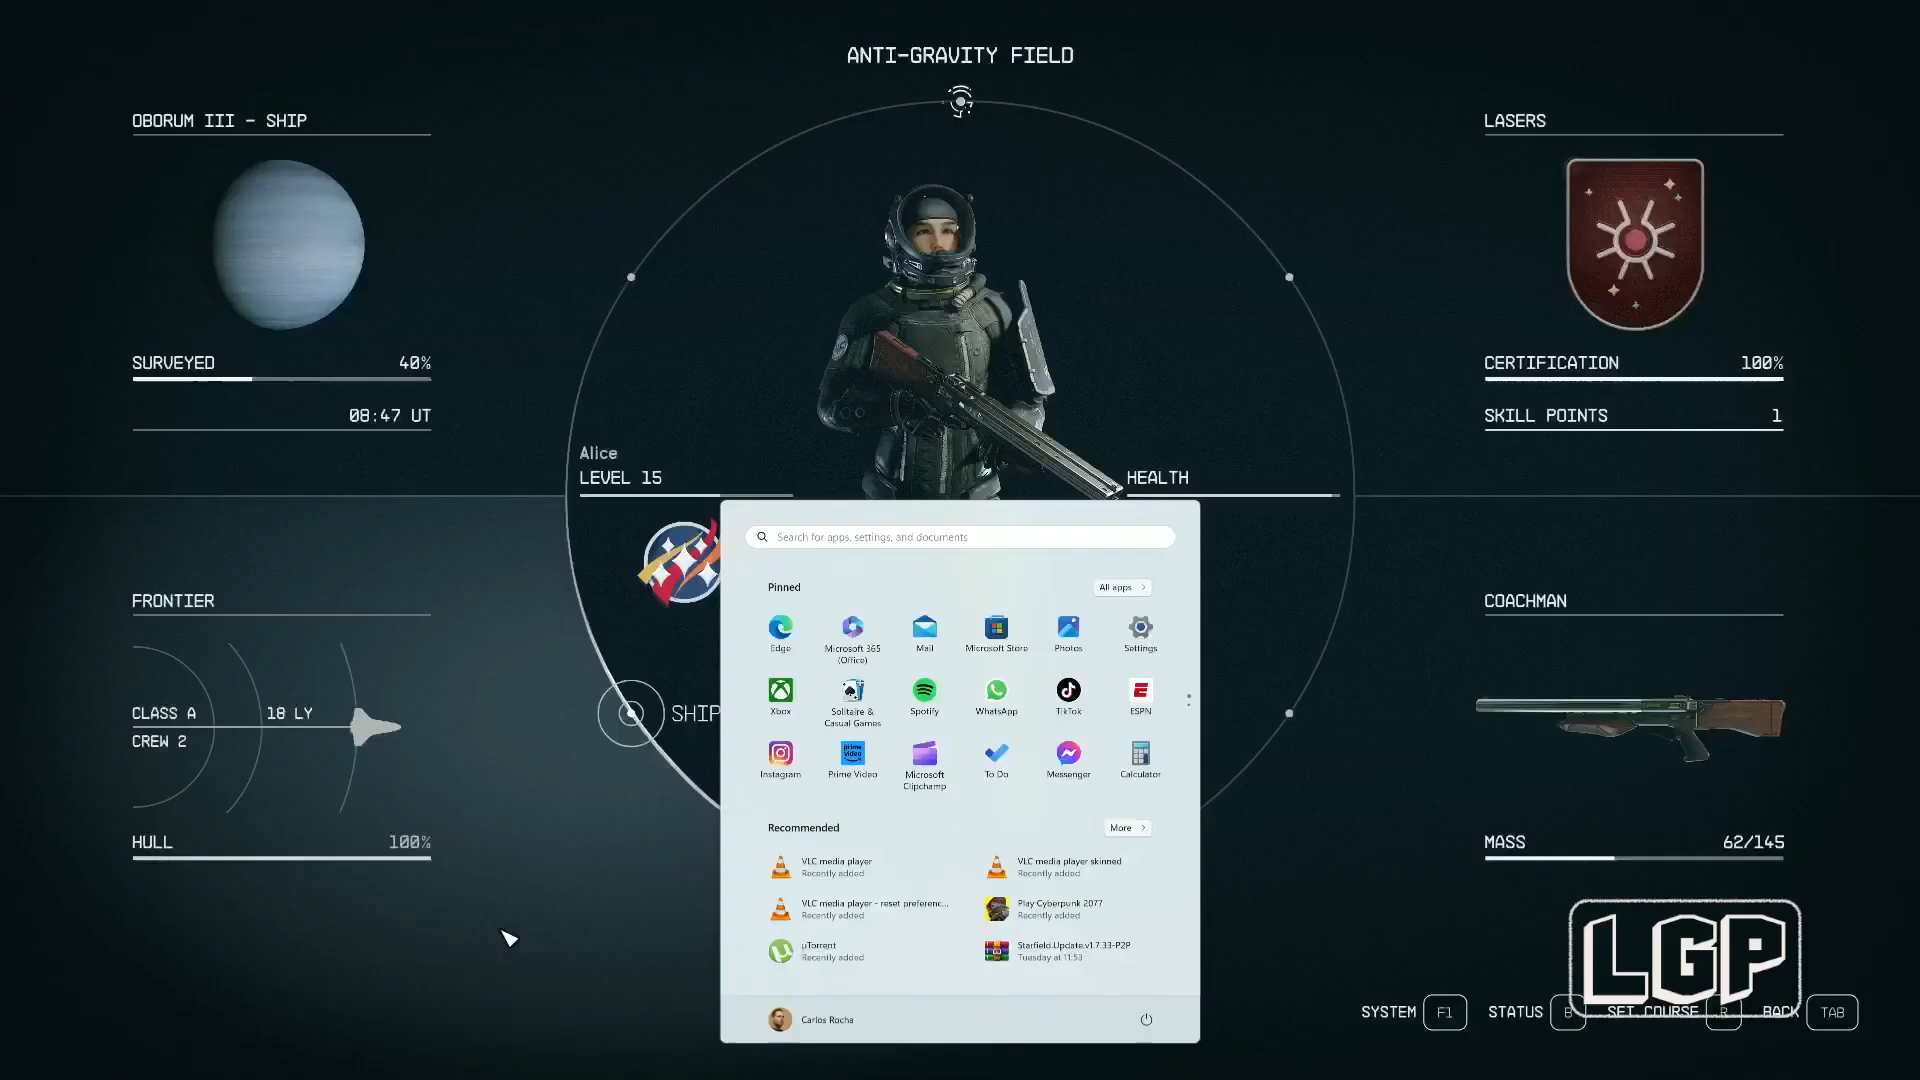 ANTI-GRAVITY FIELD
OBORUM III - SHIP
SURVEYED 40%
08:47 UT
LASERS
CERTIFICATION 100%
SKILL POINTS 1
Alice
LEVEL 15
HEALTH
FRONTIER
CLASS A 18 LY
CREW 2
HULL 100%
SHIP
COACHMAN
MASS 62/145
Search for apps, settings, and documents
Pinned
All apps
Edge
Microsoft 365
(Office)
Mail
Microsoft Store
Photos
Settings
Xbox
Solitaire &
Casual Games
Spotify
WhatsApp
TikTok
ESPN
Instagram
prime
video
Prime Video
Microsoft
Clipchamp
To Do
Messenger
Calculator
Recommended
More
VLC media player
Recently added
VLC media player skinned
Recently added
VLC media player - reset preferenc...
Recently added
Play Cyberpunk 2077
Recently added
µTorrent
Recently added
Starfield.Update.v1.7.33-P2P
Tuesday at 11:53
Carlos Rocha
LGP
SYSTEM F1
STATUS B
SET COURSE R
BACK TAB